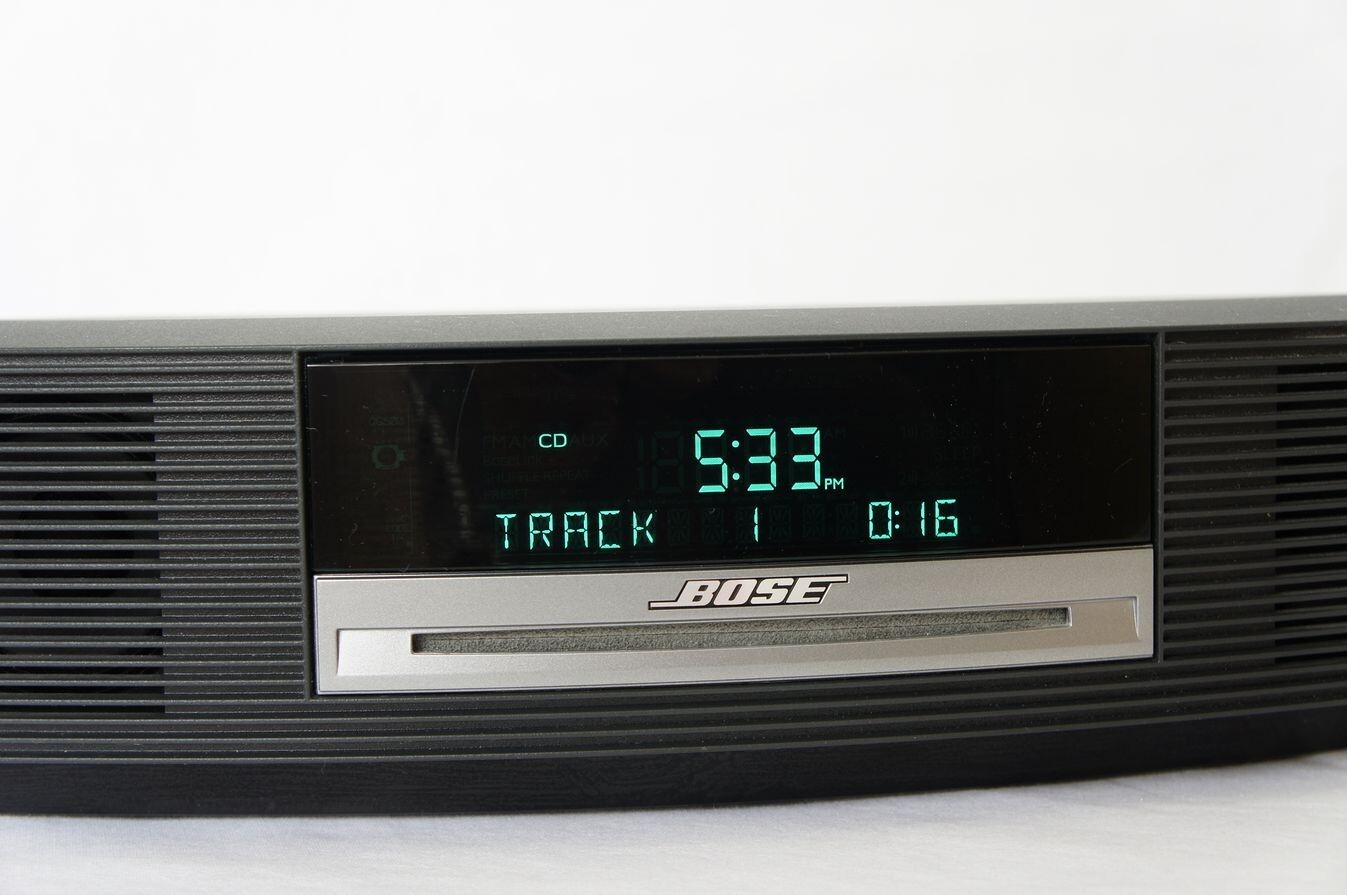 CD 5:33 PM
TRACK 1 0:16
BOSE